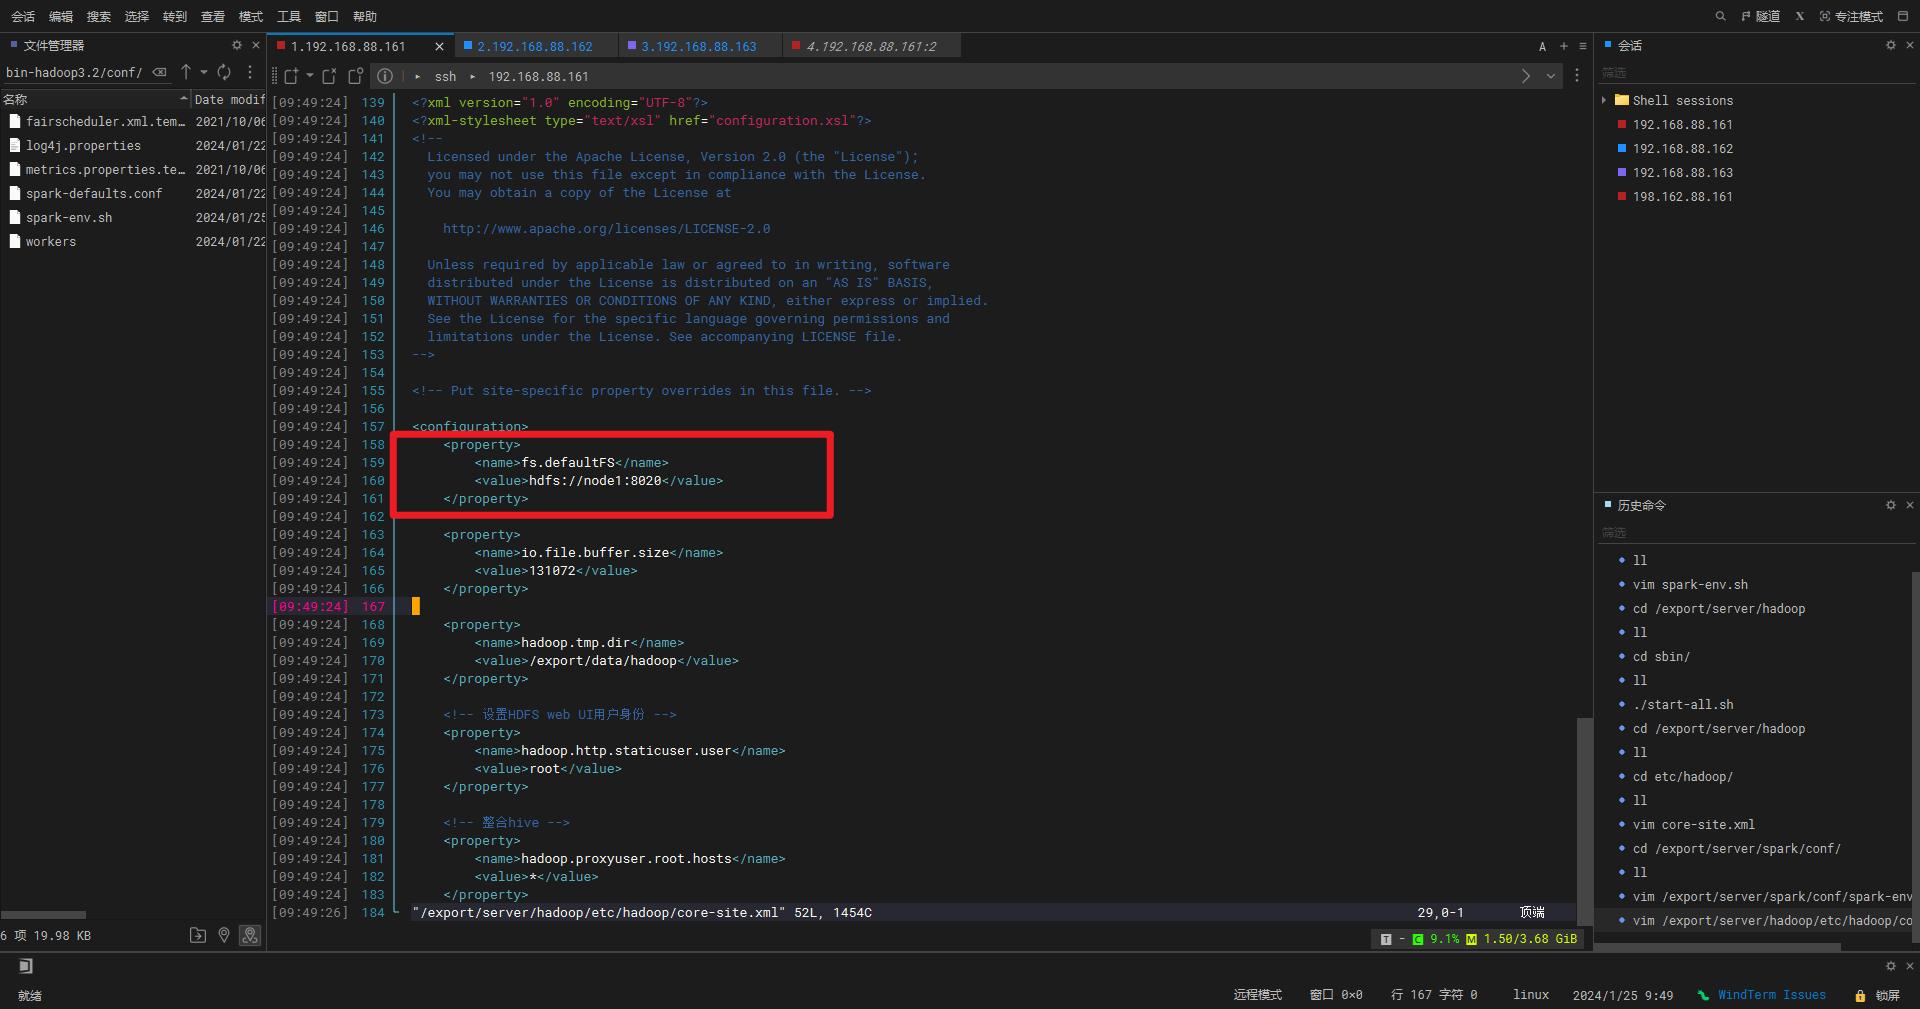 会话 编辑 搜索 选择 转到 查看 模式 工具 窗口 帮助 隧道 X 专注模式
文件管理器
bin-hadoop3.2/conf/
名称 Date modif
fairscheduler.xml.tem… 2021/10/06
log4j.properties 2024/01/22
metrics.properties.te… 2021/10/06
spark-defaults.conf 2024/01/22
spark-env.sh 2024/01/25
workers 2024/01/22
6 项 19.98 KB
1.192.168.88.161 2.192.168.88.162 3.192.168.88.163 4.192.168.88.161:2 A
ssh 192.168.88.161
[09:49:24] 139 <?xml version="1.0" encoding="UTF-8"?>
[09:49:24] 140 <?xml-stylesheet type="text/xsl" href="configuration.xsl"?>
[09:49:24] 141 <!--
[09:49:24] 142 Licensed under the Apache License, Version 2.0 (the "License");
[09:49:24] 143 you may not use this file except in compliance with the License.
[09:49:24] 144 You may obtain a copy of the License at
[09:49:24] 145
[09:49:24] 146 http://www.apache.org/licenses/LICENSE-2.0
[09:49:24] 147
[09:49:24] 148 Unless required by applicable law or agreed to in writing, software
[09:49:24] 149 distributed under the License is distributed on an "AS IS" BASIS,
[09:49:24] 150 WITHOUT WARRANTIES OR CONDITIONS OF ANY KIND, either express or implied.
[09:49:24] 151 See the License for the specific language governing permissions and
[09:49:24] 152 limitations under the License. See accompanying LICENSE file.
[09:49:24] 153 -->
[09:49:24] 154
[09:49:24] 155 <!-- Put site-specific property overrides in this file. -->
[09:49:24] 156
[09:49:24] 157 <configuration>
[09:49:24] 158 <property>
[09:49:24] 159 <name>fs.defaultFS</name>
[09:49:24] 160 <value>hdfs://node1:8020</value>
[09:49:24] 161 </property>
[09:49:24] 162
[09:49:24] 163 <property>
[09:49:24] 164 <name>io.file.buffer.size</name>
[09:49:24] 165 <value>131072</value>
[09:49:24] 166 </property>
[09:49:24] 167
[09:49:24] 168 <property>
[09:49:24] 169 <name>hadoop.tmp.dir</name>
[09:49:24] 170 <value>/export/data/hadoop</value>
[09:49:24] 171 </property>
[09:49:24] 172
[09:49:24] 173 <!-- 设置HDFS web UI用户身份 -->
[09:49:24] 174 <property>
[09:49:24] 175 <name>hadoop.http.staticuser.user</name>
[09:49:24] 176 <value>root</value>
[09:49:24] 177 </property>
[09:49:24] 178
[09:49:24] 179 <!-- 整合hive -->
[09:49:24] 180 <property>
[09:49:24] 181 <name>hadoop.proxyuser.root.hosts</name>
[09:49:24] 182 <value>*</value>
[09:49:24] 183 </property>
[09:49:26] 184 "/export/server/hadoop/etc/hadoop/core-site.xml" 52L, 1454C 29,0-1 顶端
T - C 9.1% M 1.50/3.68 GiB
会话
筛选
Shell sessions
192.168.88.161
192.168.88.162
192.168.88.163
198.162.88.161
历史命令
筛选
ll
vim spark-env.sh
cd /export/server/hadoop
ll
cd sbin/
ll
./start-all.sh
cd /export/server/hadoop
ll
cd etc/hadoop/
ll
vim core-site.xml
cd /export/server/spark/conf/
ll
vim /export/server/spark/conf/spark-env
vim /export/server/hadoop/etc/hadoop/co
就绪 远程模式 窗口 0×0 行 167 字符 0 linux 2024/1/25 9:49 WindTerm Issues 锁屏